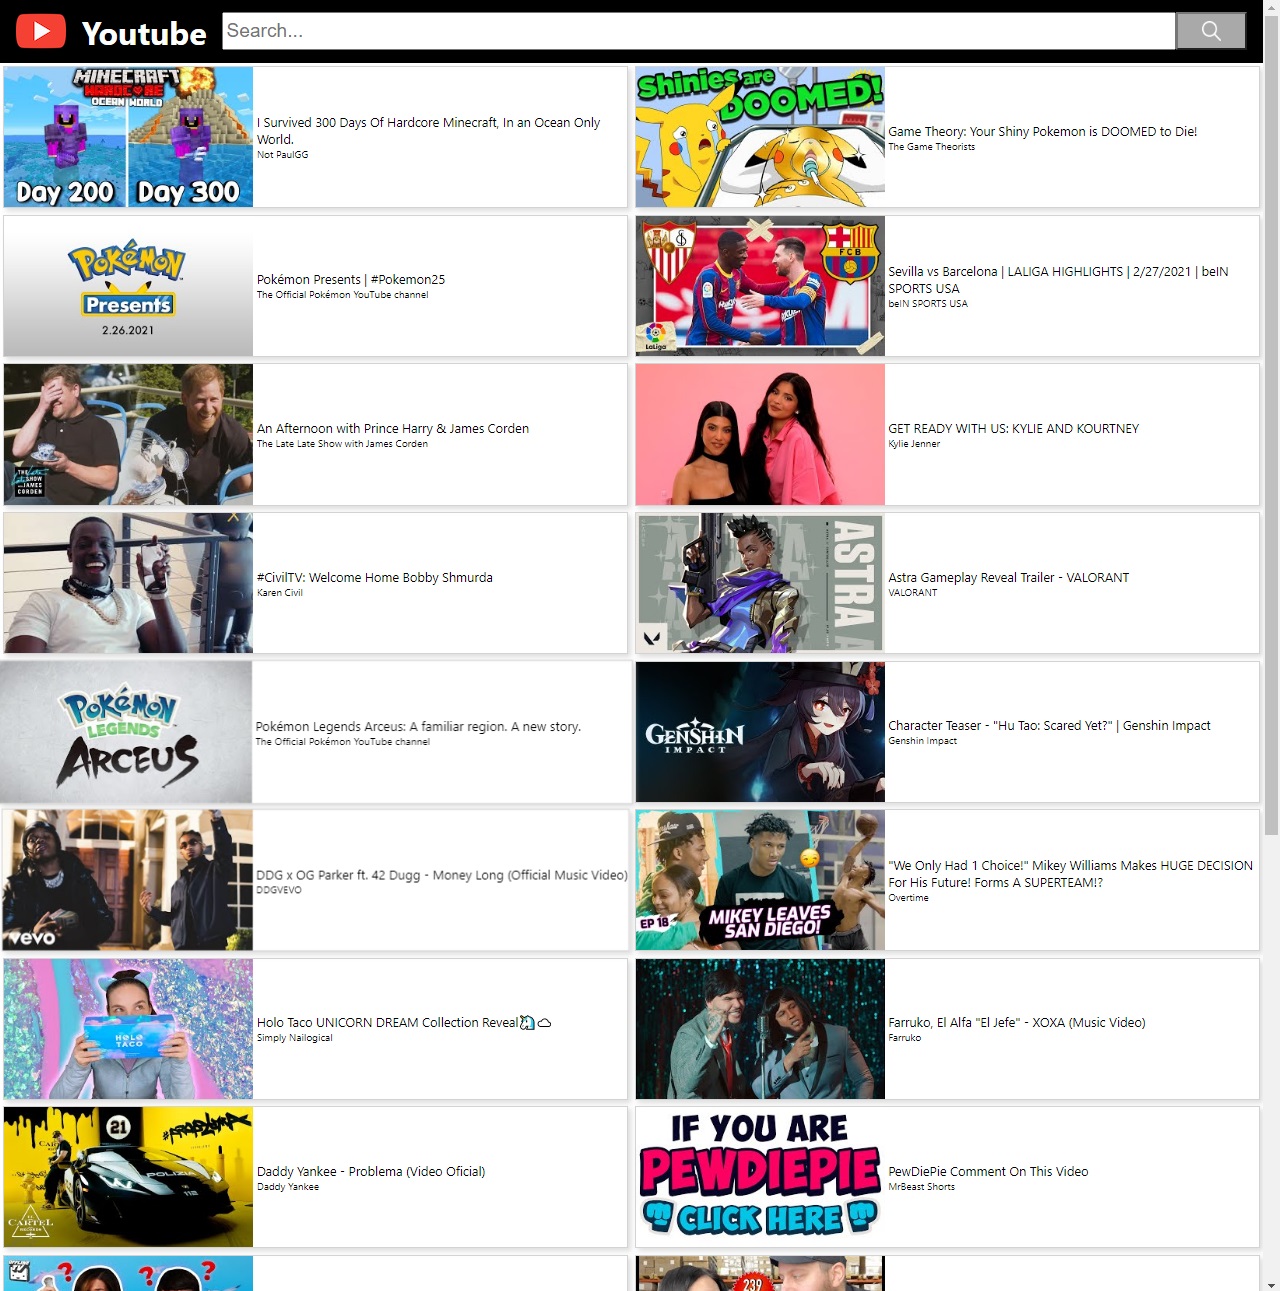 Youtube
Search...
MINECRAFT
HARDCORE
OCEAN WORLD
Day 200
Day 300
I Survived 300 Days Of Hardcore Minecraft, In an Ocean Only
World.
Not PaulGG
Shinies are
DOOMED!
Game Theory: Your Shiny Pokemon is DOOMED to Die!
The Game Theorists
Pokémon
Presents
2.26.2021
Pokémon Presents | #Pokemon25
The Official Pokémon YouTube channel
FCB
LaLiga
Sevilla vs Barcelona | LALIGA HIGHLIGHTS | 2/27/2021 | beIN
SPORTS USA
beIN SPORTS USA
THE
LATE
SHOW
JAMES
CORDEN
An Afternoon with Prince Harry & James Corden
The Late Late Show with James Corden
GET READY WITH US: KYLIE AND KOURTNEY
Kylie Jenner
#CivilTV: Welcome Home Bobby Shmurda
Karen Civil
ASTRA
Astra Gameplay Reveal Trailer - VALORANT
VALORANT
POKéMON
LEGENDS
ARCEUS
Pokémon Legends Arceus: A familiar region. A new story.
The Official Pokémon YouTube channel
GENSHIN
IMPACT
Character Teaser - "Hu Tao: Scared Yet?" | Genshin Impact
Genshin Impact
vevo
DDG x OG Parker ft. 42 Dugg - Money Long (Official Music Video)
DDGVEVO
EP 18
MIKEY LEAVES
SAN DIEGO!
"We Only Had 1 Choice!" Mikey Williams Makes HUGE DECISION
For His Future! Forms A SUPERTEAM!?
Overtime
HOLO
TACO
Holo Taco UNICORN DREAM Collection Reveal🦄☁
Simply Nailogical
Farruko, El Alfa "El Jefe" - XOXA (Music Video)
Farruko
21
POLIZIA
112
CARTEL
Daddy Yankee - Problema (Video Oficial)
Daddy Yankee
IF YOU ARE
PEWDIEPIE
CLICK HERE
PewDiePie Comment On This Video
MrBeast Shorts
? ? ?
239